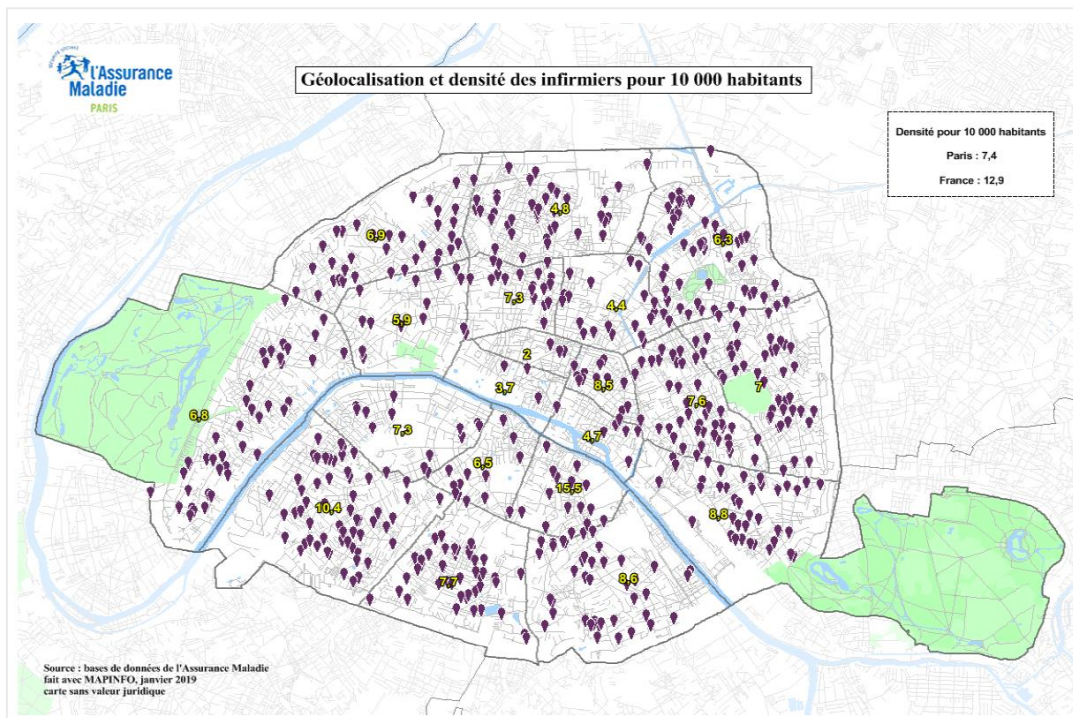 GROUPE SOCIALE
l'Assurance
Maladie
PARIS
Géolocalisation et densité des infirmiers pour 10 000 habitants
Densité pour 10 000 habitants
Paris : 7,4
France : 12,9
4,8
6,9
6,3
7,3
4,4
5,9
2
3,7
8,5
7
7,6
6,8
7,3
4,7
6,5
15,5
10,4
8,8
7,7
8,6
Source : bases de données de l'Assurance Maladie
fait avec MAPINFO, janvier 2019
carte sans valeur juridique